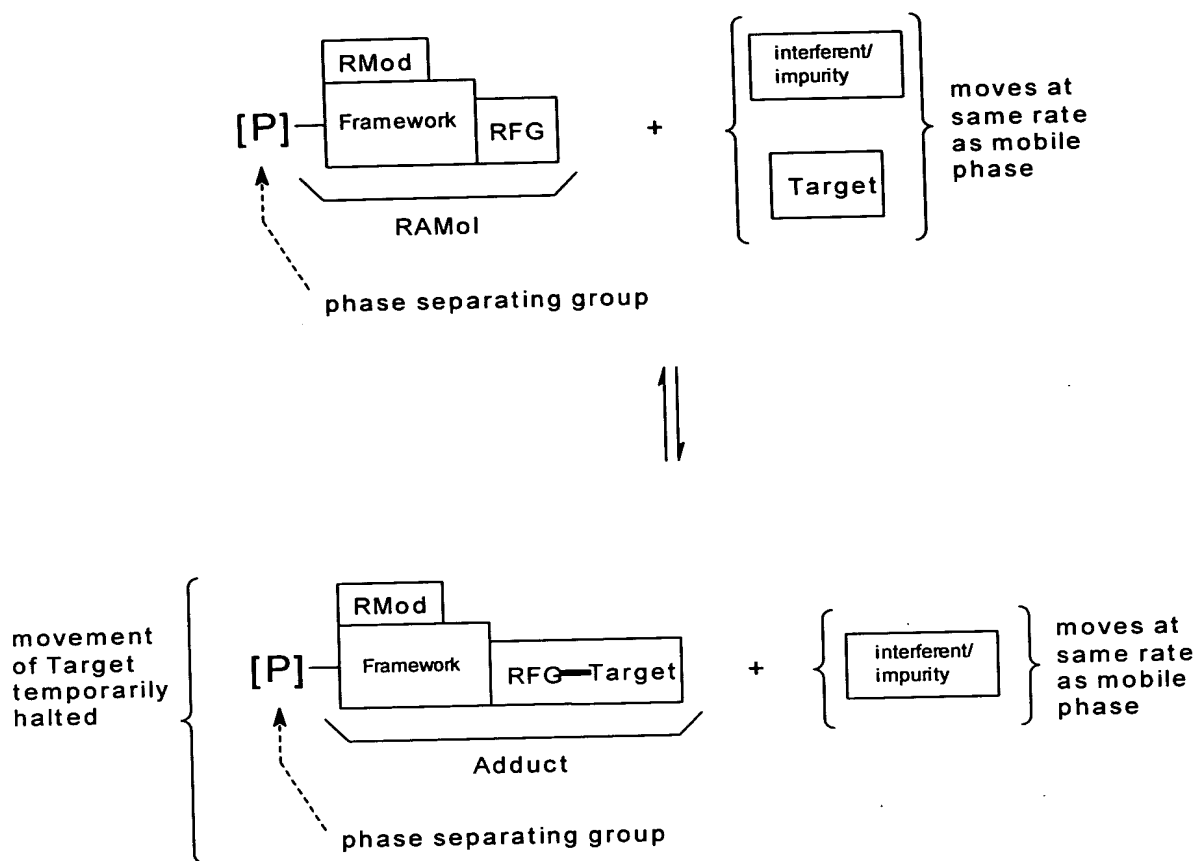 RMod
[P]
Framework
RFG
+
interferent/
impurity
Target
moves at
same rate
as mobile
phase
RAMol
phase separating group
movement
of Target
temporarily
halted
RMod
[P]
Framework
RFG
Target
+
interferent/
impurity
moves at
same rate
as mobile
phase
Adduct
phase separating group